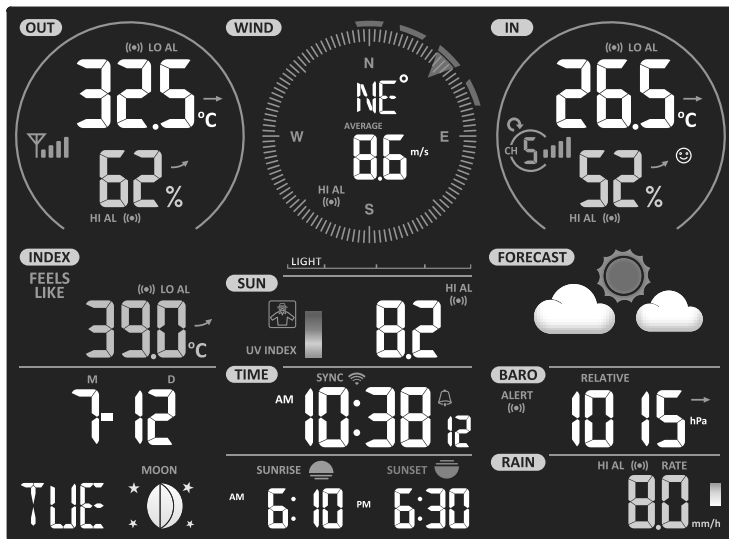 OUT
LO AL
32.5 °C
62 %
HI AL
WIND
N
NE°
W
E
AVERAGE
8.6 m/s
HI AL
S
IN
LO AL
26.5 °C
CH 5
52 %
HI AL
INDEX
FEELS
LIKE
LO AL
39.0 °C
LIGHT
SUN
HI AL
UV INDEX
8.2
FORECAST
M D
7-12
TIME
SYNC
AM 10:38 12
BARO
RELATIVE
ALERT
1015 hPa
MOON
TUE
SUNRISE
AM 6:10
SUNSET
PM 6:30
RAIN
HI AL RATE
8.0 mm/h